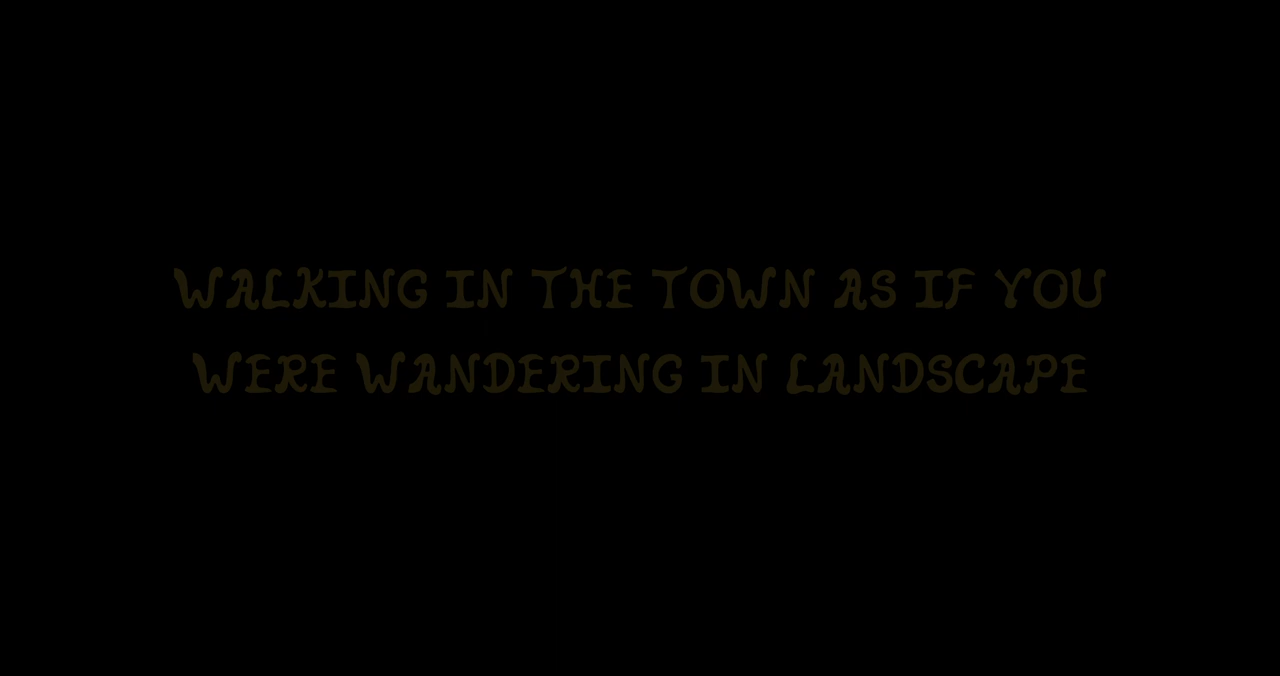 WALKING IN THE TOWN AS IF YOU
WERE WANDERING IN LANDSCAPE